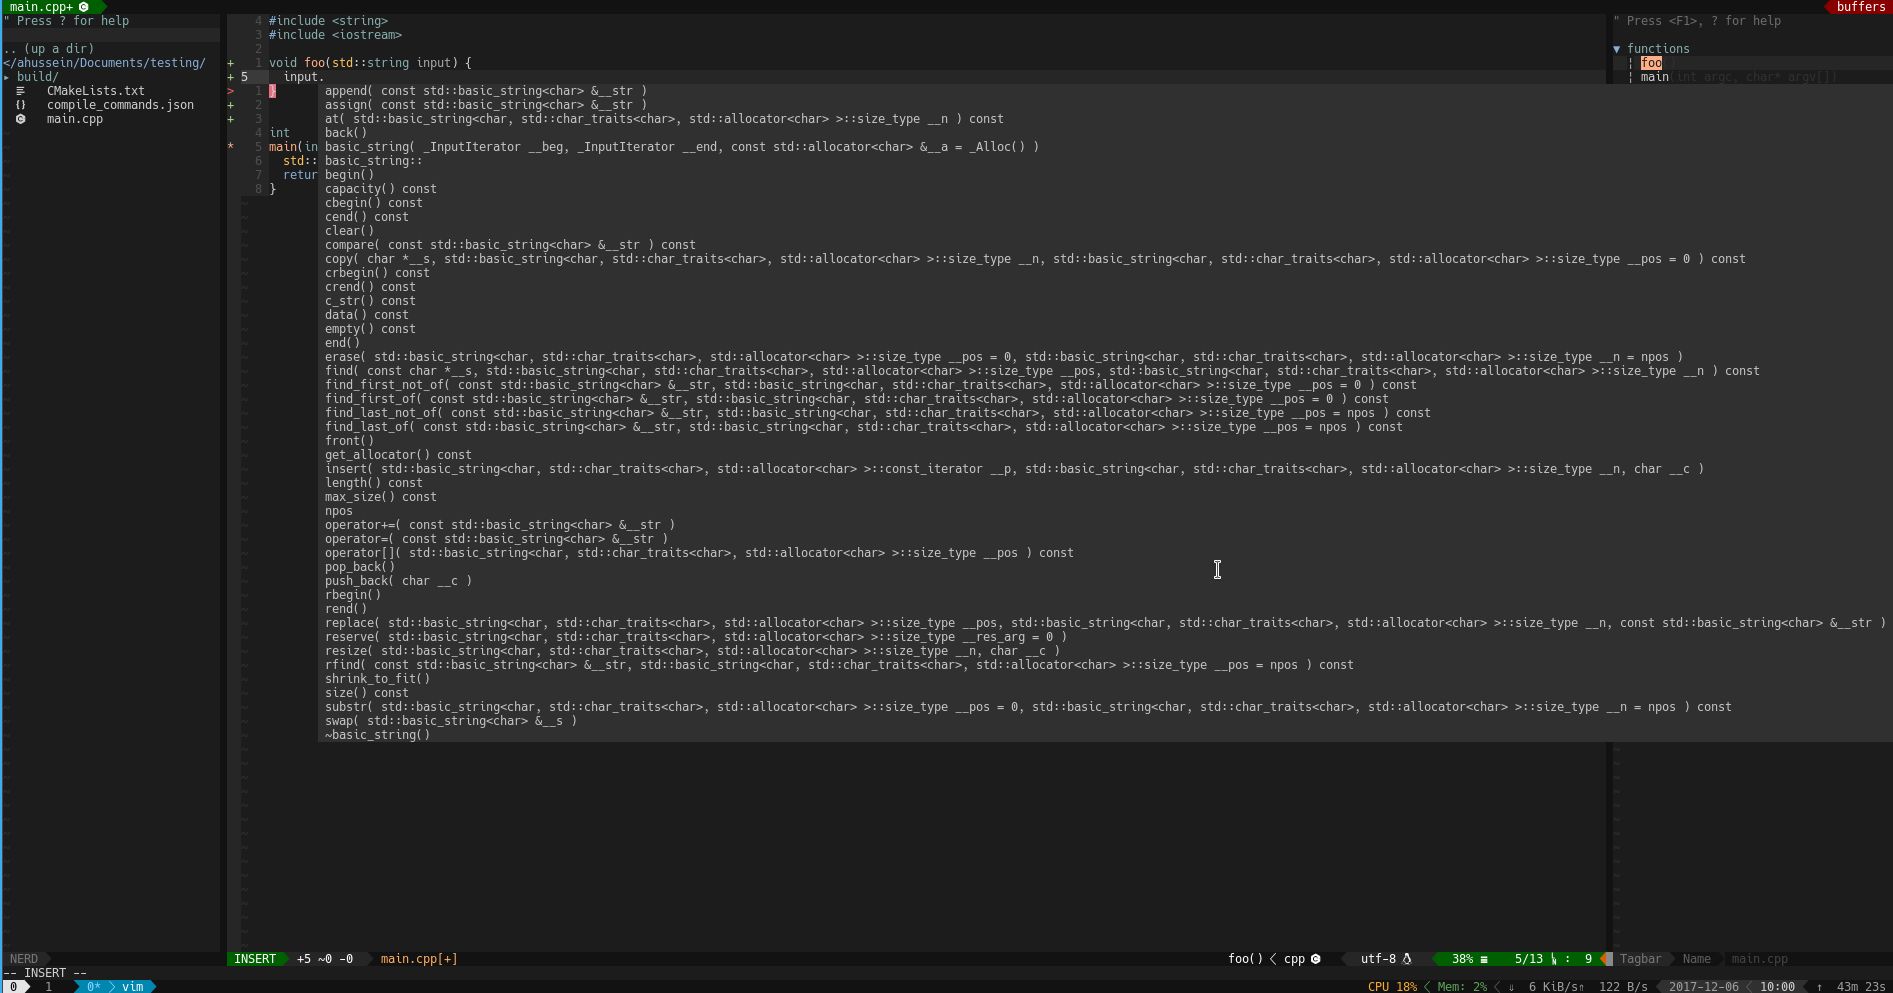 main.cpp+
buffers
" Press ? for help
.. (up a dir)
</ahussein/Documents/testing/
▸ build/
CMakeLists.txt
{} compile_commands.json
main.cpp
4 #include <string>
3 #include <iostream>
2
+ 1 void foo(std::string input) {
+ 5 input.
> 1 }
+ 2
+ 3
4 int
* 5 main(in
6 std::
7 retur
8 }
append( const std::basic_string<char> &__str )
assign( const std::basic_string<char> &__str )
at( std::basic_string<char, std::char_traits<char>, std::allocator<char> >::size_type __n ) const
back()
basic_string( _InputIterator __beg, _InputIterator __end, const std::allocator<char> &__a = _Alloc() )
basic_string::
begin()
capacity() const
cbegin() const
cend() const
clear()
compare( const std::basic_string<char> &__str ) const
copy( char *__s, std::basic_string<char, std::char_traits<char>, std::allocator<char> >::size_type __n, std::basic_string<char, std::char_traits<char>, std::allocator<char> >::size_type __pos = 0 ) const
crbegin() const
crend() const
c_str() const
data() const
empty() const
end()
erase( std::basic_string<char, std::char_traits<char>, std::allocator<char> >::size_type __pos = 0, std::basic_string<char, std::char_traits<char>, std::allocator<char> >::size_type __n = npos )
find( const char *__s, std::basic_string<char, std::char_traits<char>, std::allocator<char> >::size_type __pos, std::basic_string<char, std::char_traits<char>, std::allocator<char> >::size_type __n ) const
find_first_not_of( const std::basic_string<char> &__str, std::basic_string<char, std::char_traits<char>, std::allocator<char> >::size_type __pos = 0 ) const
find_first_of( const std::basic_string<char> &__str, std::basic_string<char, std::char_traits<char>, std::allocator<char> >::size_type __pos = 0 ) const
find_last_not_of( const std::basic_string<char> &__str, std::basic_string<char, std::char_traits<char>, std::allocator<char> >::size_type __pos = npos ) const
find_last_of( const std::basic_string<char> &__str, std::basic_string<char, std::char_traits<char>, std::allocator<char> >::size_type __pos = npos ) const
front()
get_allocator() const
insert( std::basic_string<char, std::char_traits<char>, std::allocator<char> >::const_iterator __p, std::basic_string<char, std::char_traits<char>, std::allocator<char> >::size_type __n, char __c )
length() const
max_size() const
npos
operator+=( const std::basic_string<char> &__str )
operator=( const std::basic_string<char> &__str )
operator[]( std::basic_string<char, std::char_traits<char>, std::allocator<char> >::size_type __pos ) const
pop_back()
push_back( char __c )
rbegin()
rend()
replace( std::basic_string<char, std::char_traits<char>, std::allocator<char> >::size_type __pos, std::basic_string<char, std::char_traits<char>, std::allocator<char> >::size_type __n, const std::basic_string<char> &__str )
reserve( std::basic_string<char, std::char_traits<char>, std::allocator<char> >::size_type __res_arg = 0 )
resize( std::basic_string<char, std::char_traits<char>, std::allocator<char> >::size_type __n, char __c )
rfind( const std::basic_string<char> &__str, std::basic_string<char, std::char_traits<char>, std::allocator<char> >::size_type __pos = npos ) const
shrink_to_fit()
size() const
substr( std::basic_string<char, std::char_traits<char>, std::allocator<char> >::size_type __pos = 0, std::basic_string<char, std::char_traits<char>, std::allocator<char> >::size_type __n = npos ) const
swap( std::basic_string<char> &__s )
~basic_string()
" Press <F1>, ? for help
▼ functions
¦ foo
¦ main(int argc, char* argv[])
NERD
INSERT +5 ~0 -0 main.cpp[+]
foo() < cpp utf-8 38% ≡ 5/13 : 9
Tagbar Name main.cpp
-- INSERT --
0 1 0* > vim
CPU 18% < Mem: 2% < ↓ 6 KiB/s↑ 122 B/s 2017-12-06 < 10:00 ↑ 43m 23s